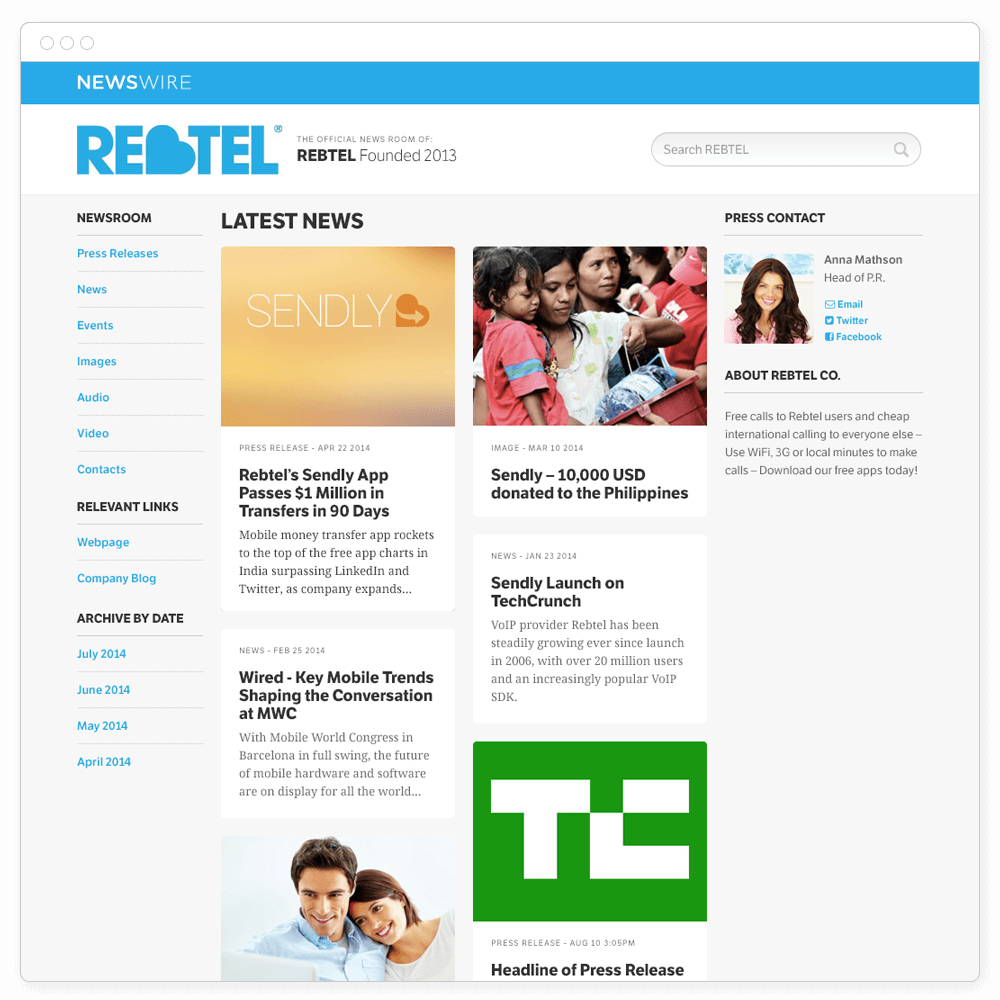 NEWSWIRE
REBTEL®
THE OFFICIAL NEWS ROOM OF:
REBTEL Founded 2013
Search REBTEL
NEWSROOM
Press Releases
News
Events
Images
Audio
Video
Contacts
RELEVANT LINKS
Webpage
Company Blog
ARCHIVE BY DATE
July 2014
June 2014
May 2014
April 2014
LATEST NEWS
SENDLY
PRESS RELEASE - APR 22 2014
Rebtel’s Sendly App
Passes $1 Million in
Transfers in 90 Days
Mobile money transfer app rockets
to the top of the free app charts in
India surpassing LinkedIn and
Twitter, as company expands...
NEWS - FEB 25 2014
Wired - Key Mobile Trends
Shaping the Conversation
at MWC
With Mobile World Congress in
Barcelona in full swing, the future
of mobile hardware and software
are on display for all the world...
IMAGE - MAR 10 2014
Sendly – 10,000 USD
donated to the Philippines
NEWS - JAN 23 2014
Sendly Launch on
TechCrunch
VoIP provider Rebtel has been
steadily growing ever since launch
in 2006, with over 20 million users
and an increasingly popular VoIP
SDK.
TC
PRESS RELEASE - AUG 10 3:05PM
Headline of Press Release
PRESS CONTACT
Anna Mathson
Head of P.R.
Email
Twitter
Facebook
ABOUT REBTEL CO.
Free calls to Rebtel users and cheap
international calling to everyone else –
Use WiFi, 3G or local minutes to make
calls – Download our free apps today!